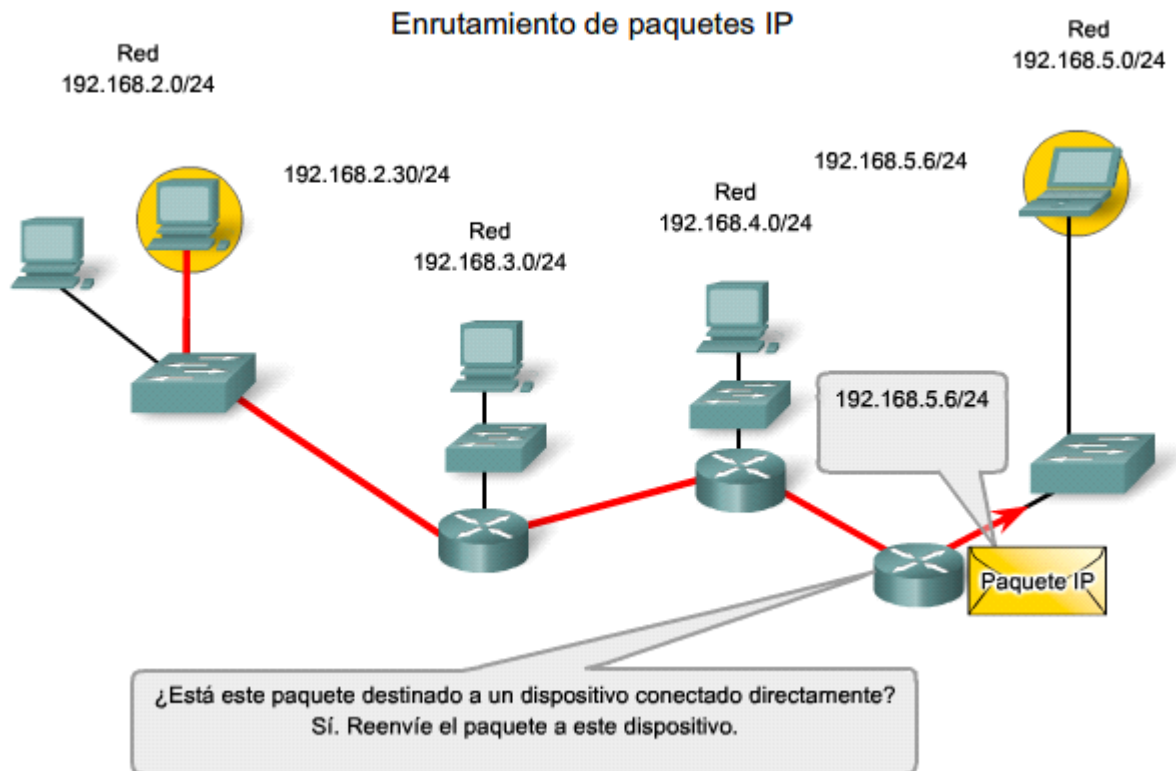 Enrutamiento de paquetes IP
Red
192.168.2.0/24
Red
192.168.5.0/24
192.168.2.30/24
192.168.5.6/24
Red
192.168.3.0/24
Red
192.168.4.0/24
192.168.5.6/24
Paquete IP
¿Está este paquete destinado a un dispositivo conectado directamente?
Sí. Reenvíe el paquete a este dispositivo.